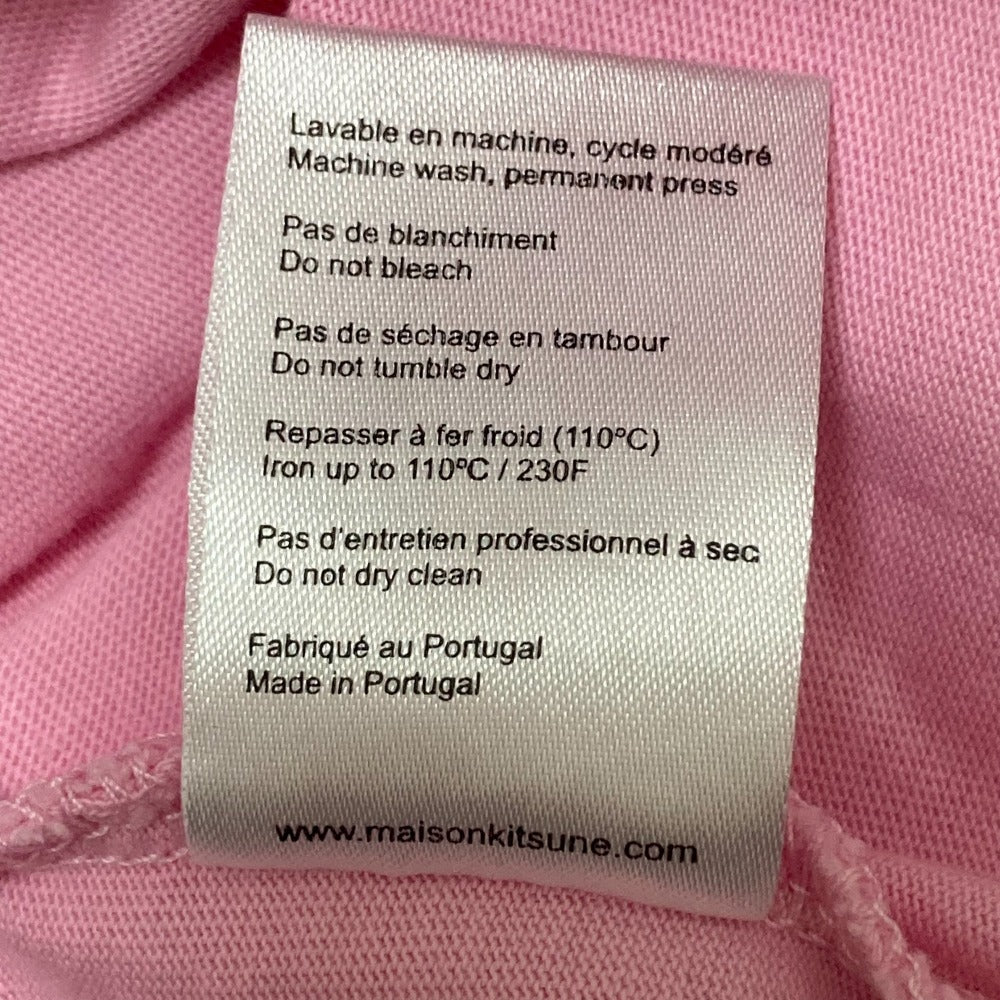 Lavable en machine, cycle modéré
Machine wash, permanent press
Pas de blanchiment
Do not bleach
Pas de séchage en tambour
Do not tumble dry
Repasser à fer froid (110ºC)
Iron up to 110ºC / 230F
Pas d'entretien professionnel à sec
Do not dry clean
Fabriqué au Portugal
Made in Portugal
www.maisonkitsune.com